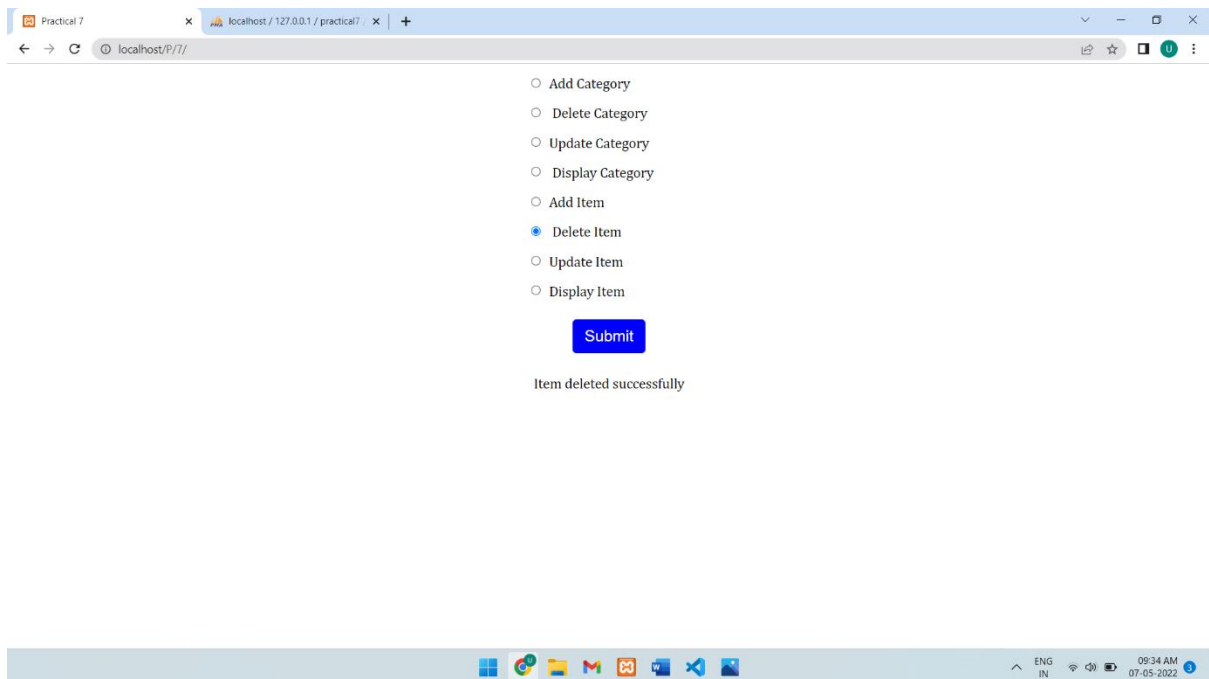 Practical 7
localhost / 127.0.0.1 / practical7 /
localhost/P/7/
U
Add Category
Delete Category
Update Category
Display Category
Add Item
Delete Item
Update Item
Display Item
Submit
Item deleted successfully
ENG
IN
09:34 AM
07-05-2022
3